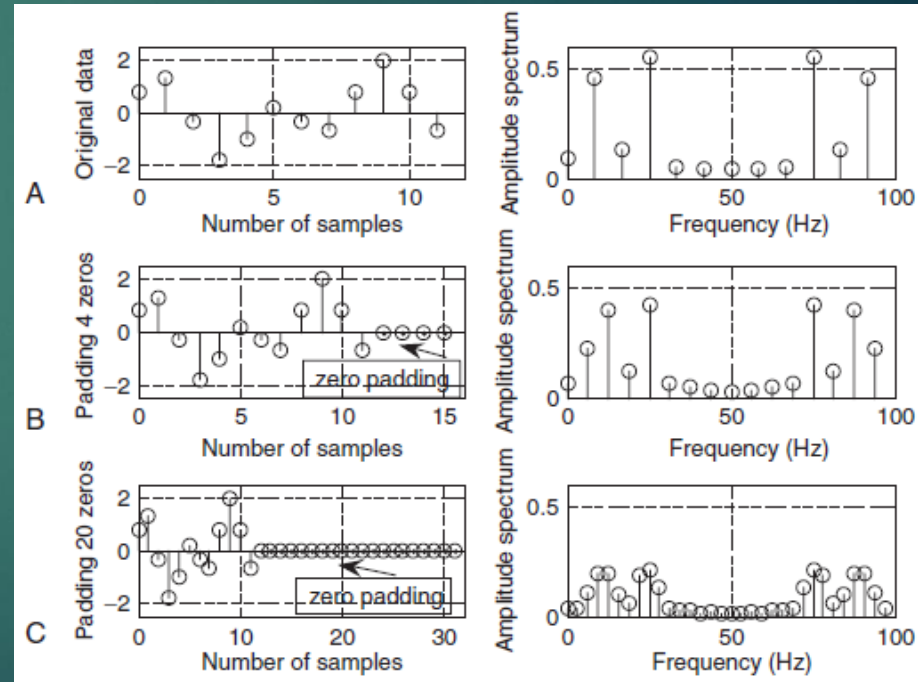 Original data
2
0
−2
0
5
10
Number of samples
A
Amplitude spectrum
0.5
0
0
50
100
Frequency (Hz)
Padding 4 zeros
2
0
−2
zero padding
0
5
10
15
Number of samples
B
Amplitude spectrum
0.5
0
0
50
100
Frequency (Hz)
Padding 20 zeros
2
0
−2
zero padding
0
10
20
30
Number of samples
C
Amplitude spectrum
0.5
0
0
50
100
Frequency (Hz)